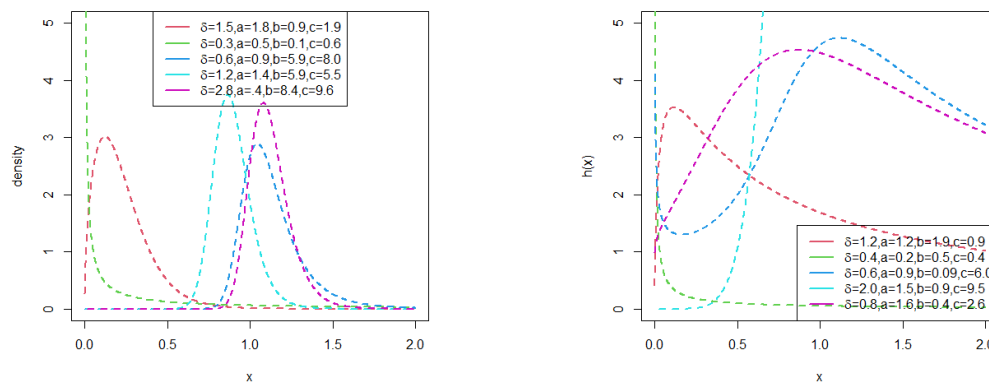 density
5
4
3
2
1
0
δ=1.5,a=1.8,b=0.9,c=1.9
δ=0.3,a=0.5,b=0.1,c=0.6
δ=0.6,a=0.9,b=5.9,c=8.0
δ=1.2,a=1.4,b=5.9,c=5.5
δ=2.8,a=.4,b=8.4,c=9.6
0.0 0.5 1.0 1.5 2.0
x
h(x)
5
4
3
2
1
0
δ=1.2,a=1.2,b=1.9,c=0.9
δ=0.4,a=0.2,b=0.5,c=0.4
δ=0.6,a=0.9,b=0.09,c=6.0
δ=2.0,a=1.5,b=0.9,c=9.5
δ=0.8,a=1.6,b=0.4,c=2.6
0.0 0.5 1.0 1.5 2.0
x